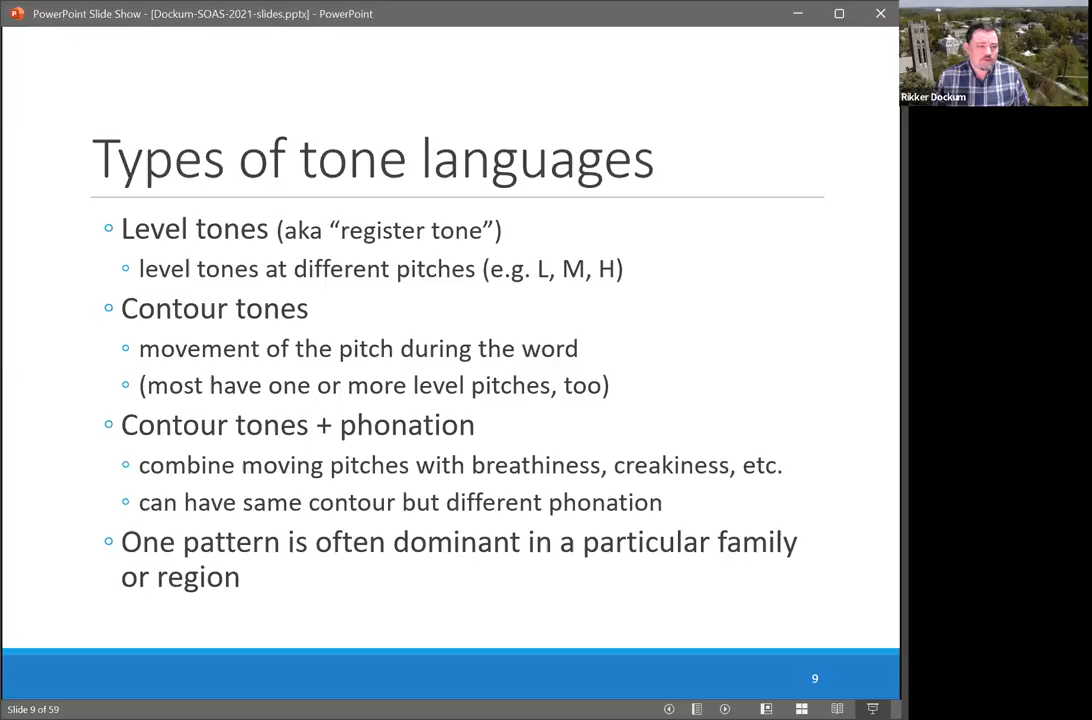 PowerPoint Slide Show - [Dockum-SOAS-2021-slides.pptx] - PowerPoint
Rikker Dockum
Types of tone languages
Level tones (aka “register tone”)
level tones at different pitches (e.g. L, M, H)
Contour tones
movement of the pitch during the word
(most have one or more level pitches, too)
Contour tones + phonation
combine moving pitches with breathiness, creakiness, etc.
can have same contour but different phonation
One pattern is often dominant in a particular family
or region
9
Slide 9 of 59